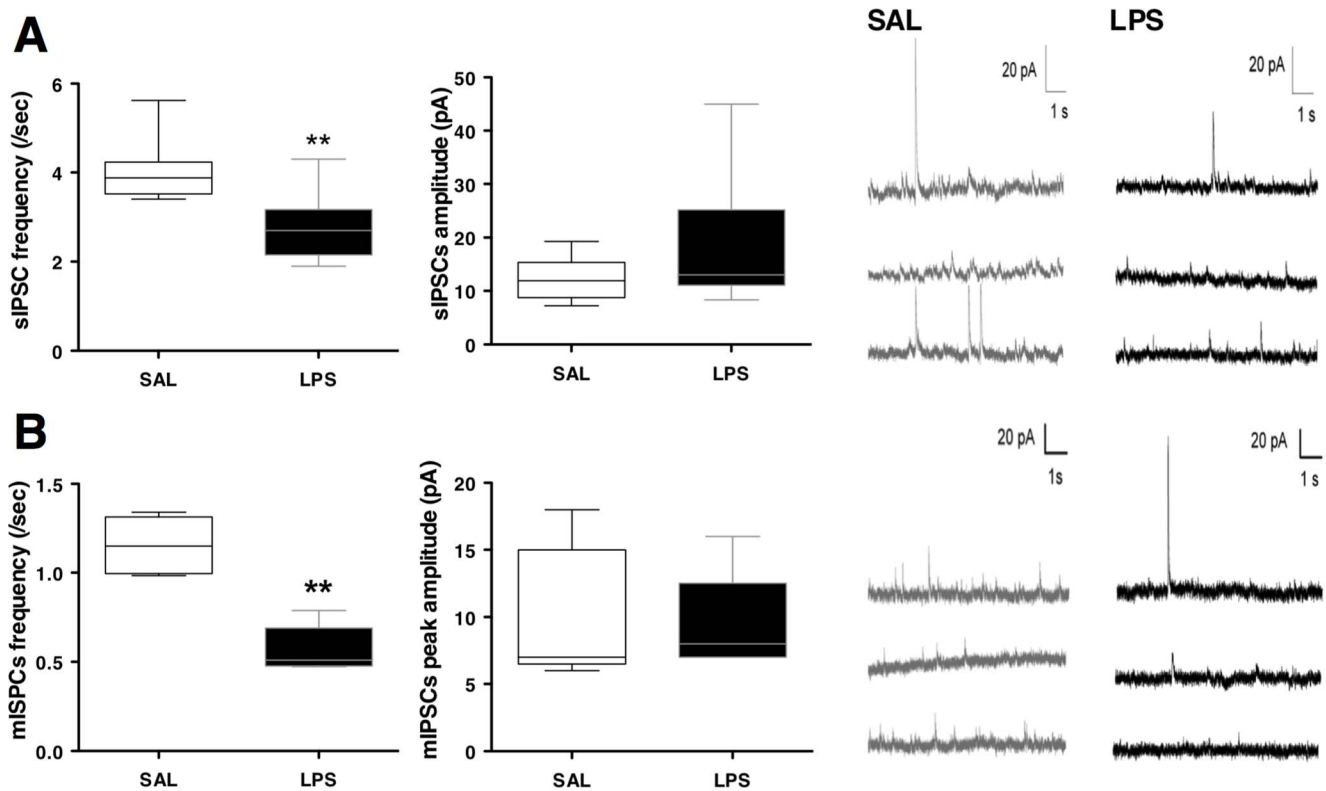 A
SAL
LPS
sIPSC frequency (/sec)
6
4
2
0
**
SAL
LPS
sIPSCs amplitude (pA)
50
40
30
20
10
0
SAL
LPS
20 pA
1 s
20 pA
1 s
B
mISPCs frequency (/sec)
1.5
1.0
0.5
0.0
**
SAL
LPS
mIPSCs peak amplitude (pA)
20
15
10
5
0
SAL
LPS
20 pA
1s
20 pA
1 s